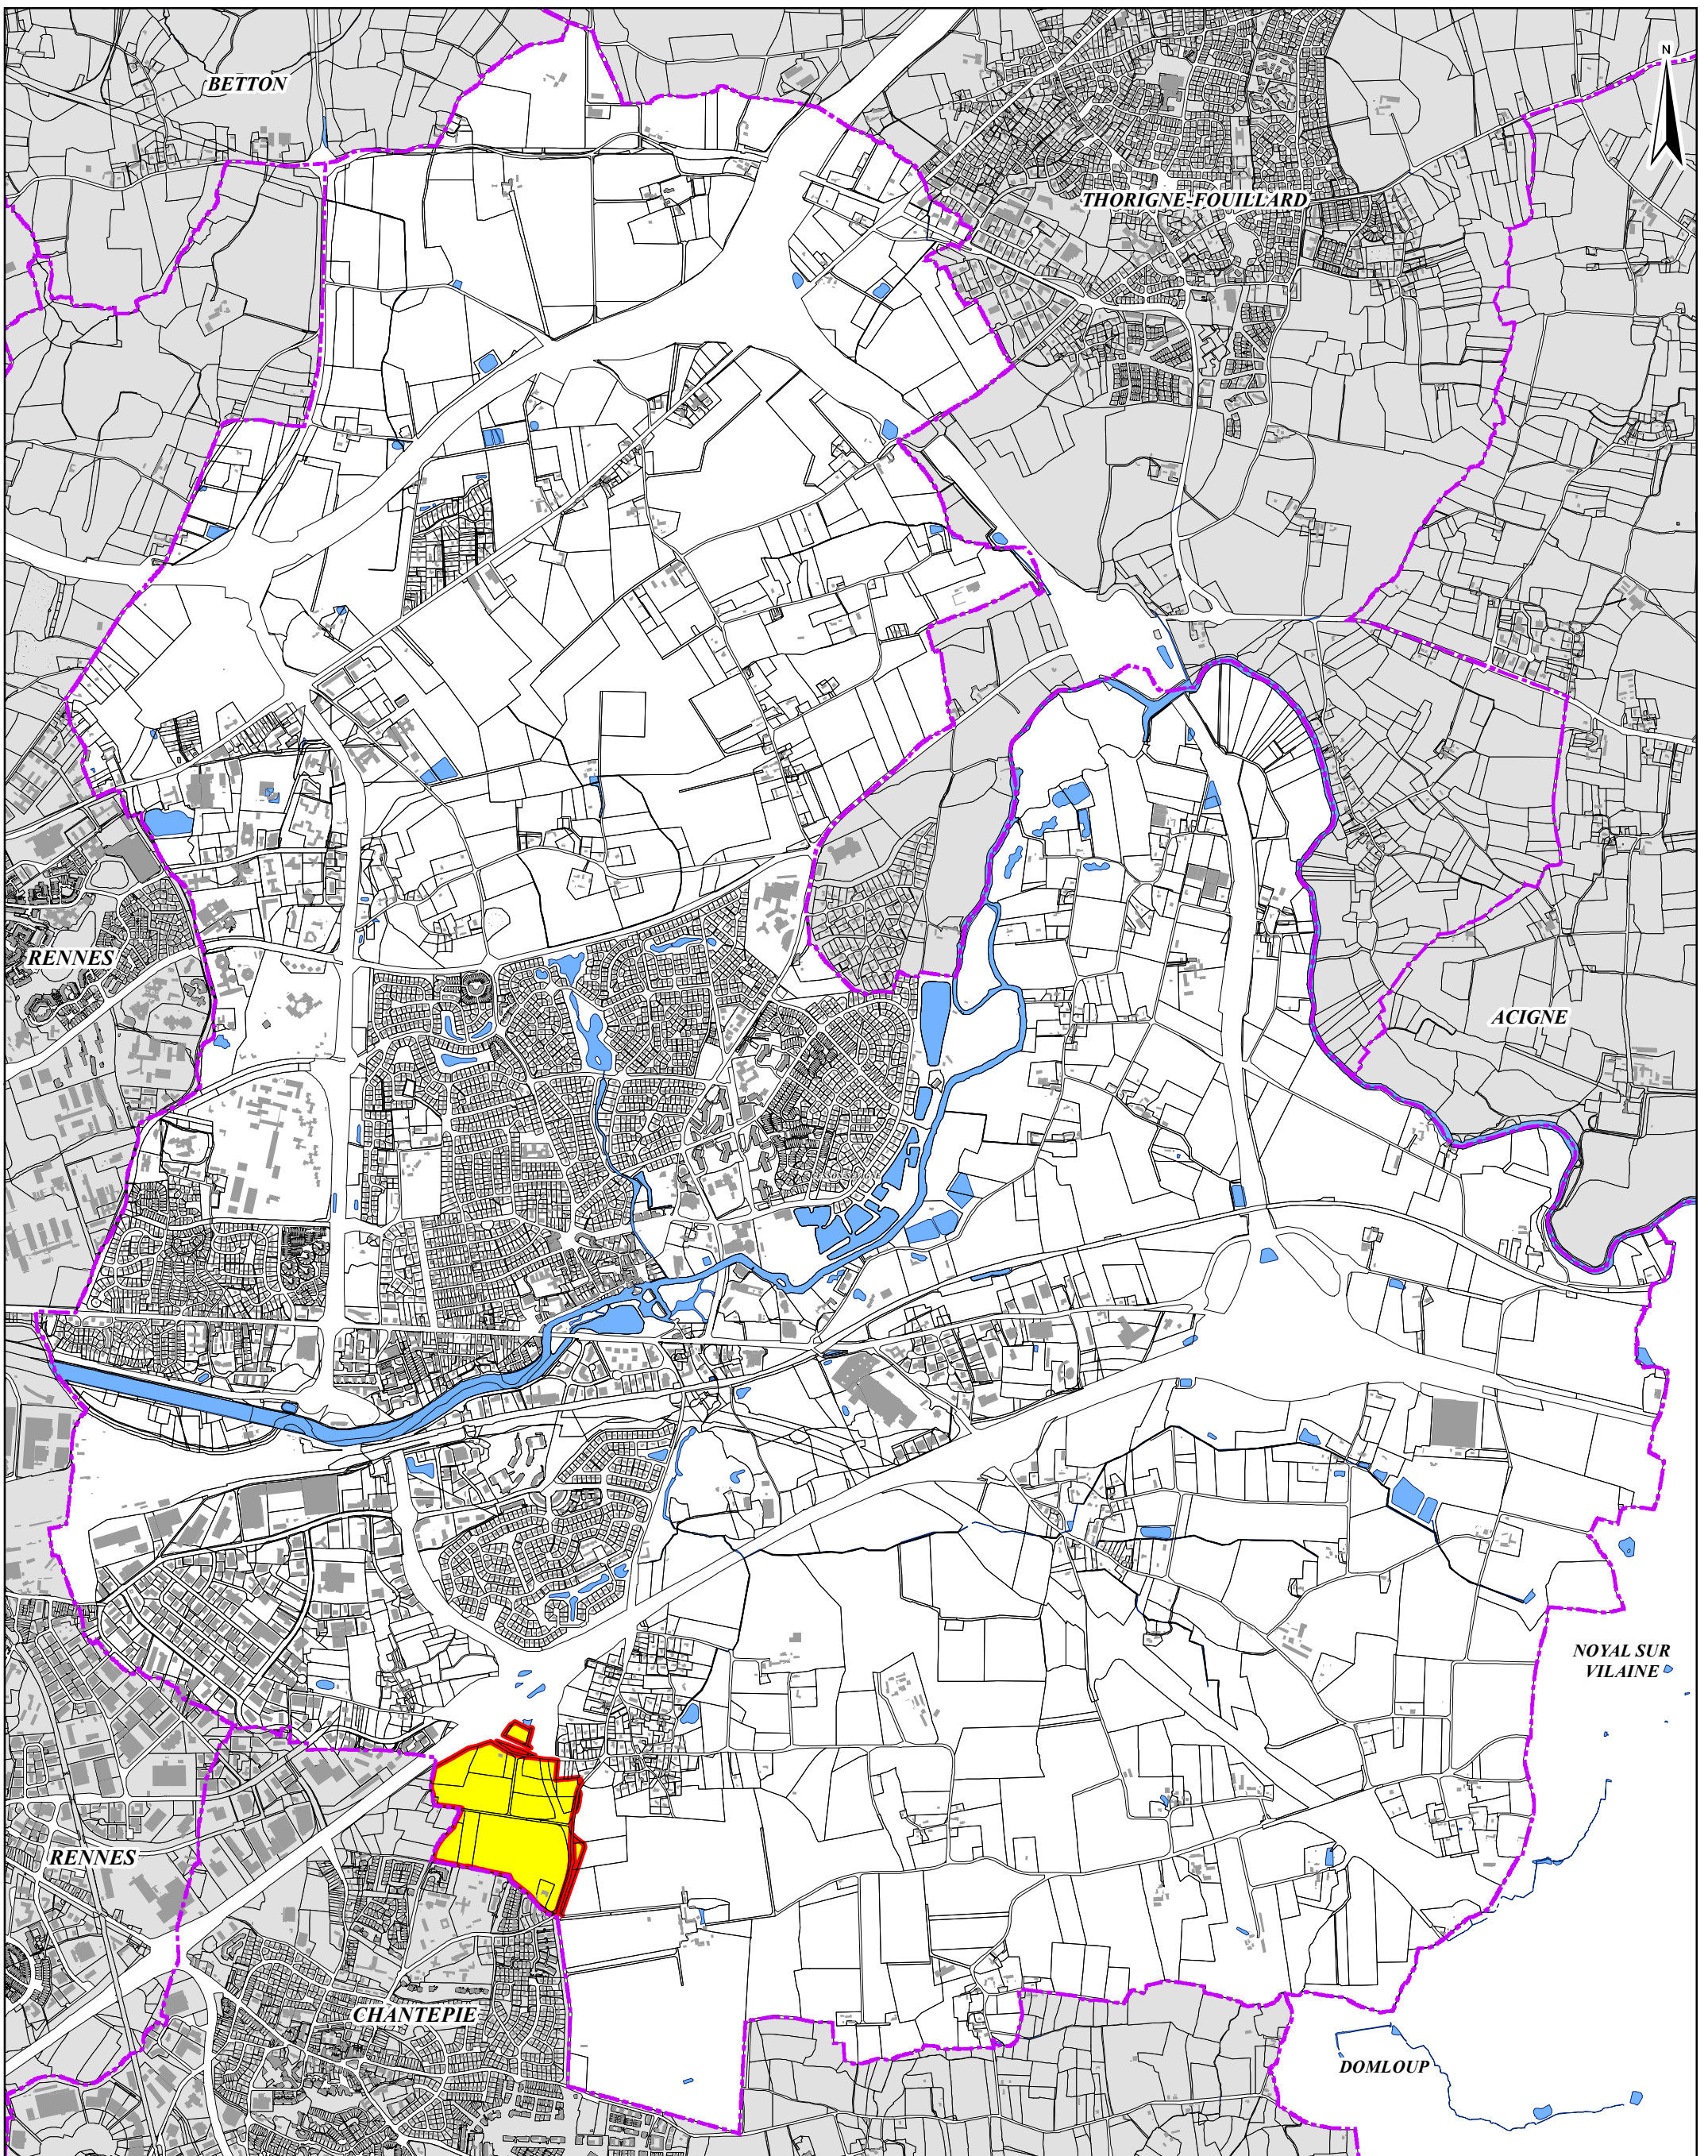 N
BETTON
THORIGNE-FOUILLARD
RENNES
ACIGNE
NOYAL SUR
VILAINE
RENNES
CHANTEPIE
DOMLOUP